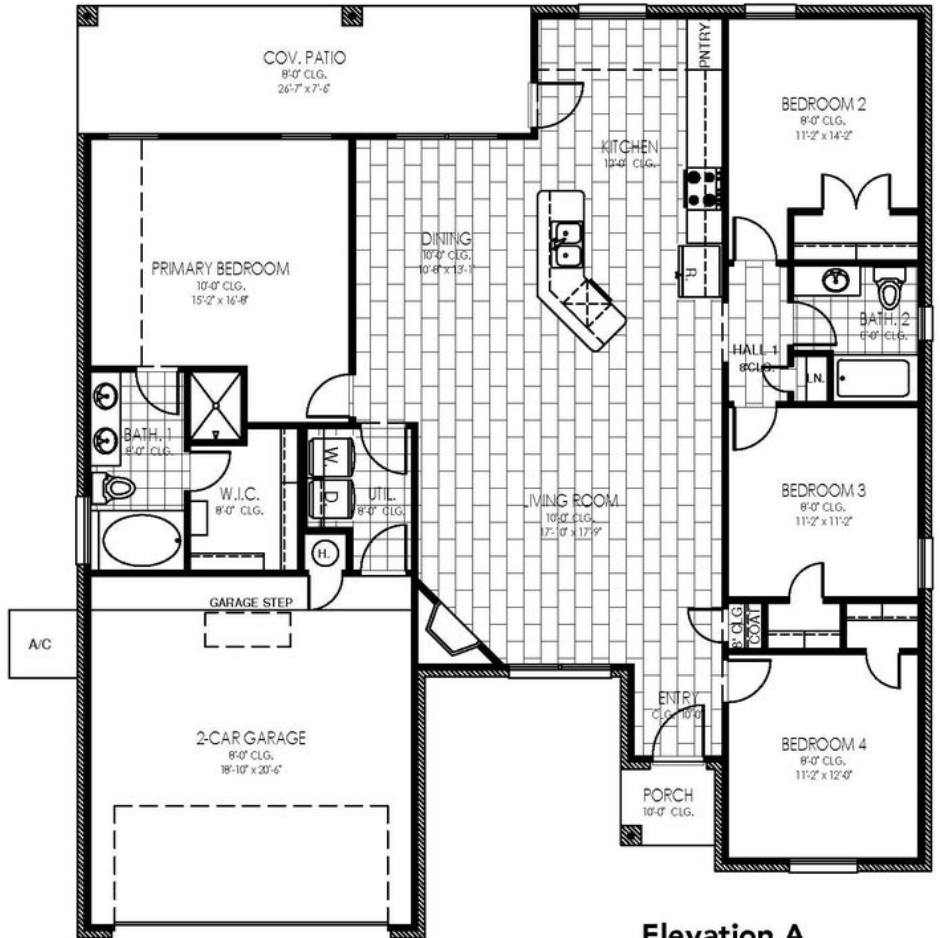 COV. PATIO
8'-0" CLG.
26'-7" x 7'-6"
PNTRY.
BEDROOM 2
8'-0" CLG.
11'-2" x 14'-2"
KITCHEN
10'-0" CLG.
DINING
10'-0" CLG.
10'-8" x 13'-1"
PRIMARY BEDROOM
10'-0" CLG.
15'-2" x 16'-8"
R.
BATH. 2
8'-0" CLG.
HALL 1
8'CLG.
LN.
BATH. 1
8'-0" CLG.
W.I.C.
8'-0" CLG.
W.
D.
UTIL.
8'-0" CLG.
H.
LIVING ROOM
10'-0" CLG.
17'-10" x 17'-9"
BEDROOM 3
8'-0" CLG.
11'-2" x 11'-2"
GARAGE STEP
8' CLG
COAT
A/C
ENTRY
CLG. 10'-0"
2-CAR GARAGE
8'-0" CLG.
18'-10" x 20'-6"
BEDROOM 4
8'-0" CLG.
11'-2" x 12'-0"
PORCH
10'-0" CLG.
Elevation A